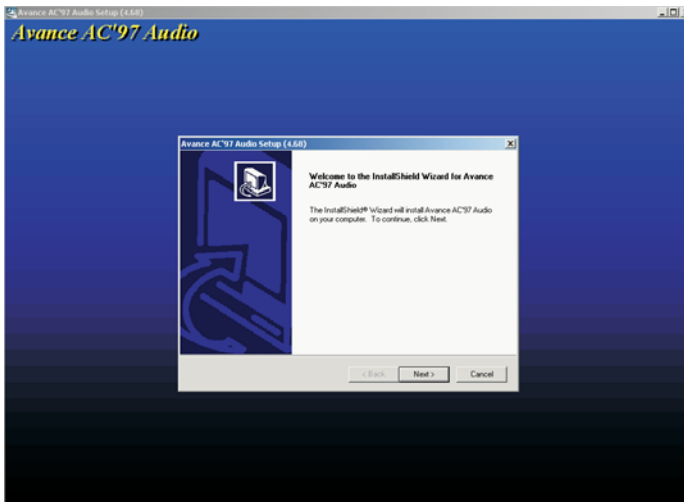 Avance AC'97 Audio Setup (4.68)
Avance AC'97 Audio
Avance AC'97 Audio Setup (4.68)
Welcome to the InstallShield Wizard for Avance
AC'97 Audio
The InstallShield® Wizard will install Avance AC'97 Audio
on your computer. To continue, click Next.
< Back
Next >
Cancel